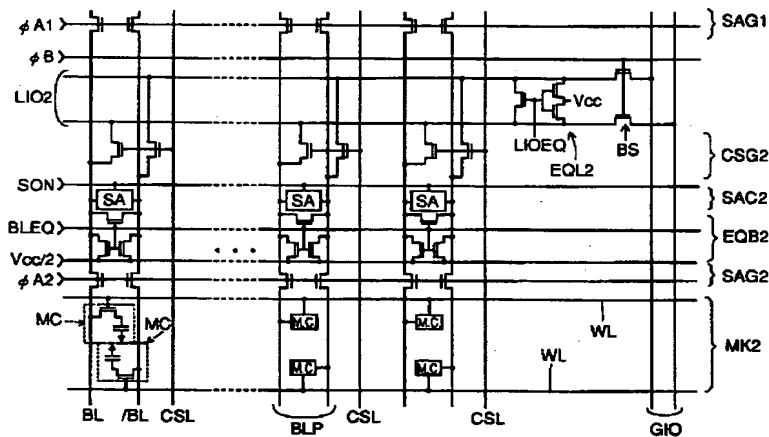 φA1 SAG1
φB
LIO2 Vcc
LIOEQ BS
EQL2 CSG2
SON
SA SA SA SAC2
BLEQ EQB2
Vcc/2 . . .
φA2 SAG2
MC MC M.C M.C WL MK2
M.C M.C WL
BL /BL CSL BLP CSL CSL GIO